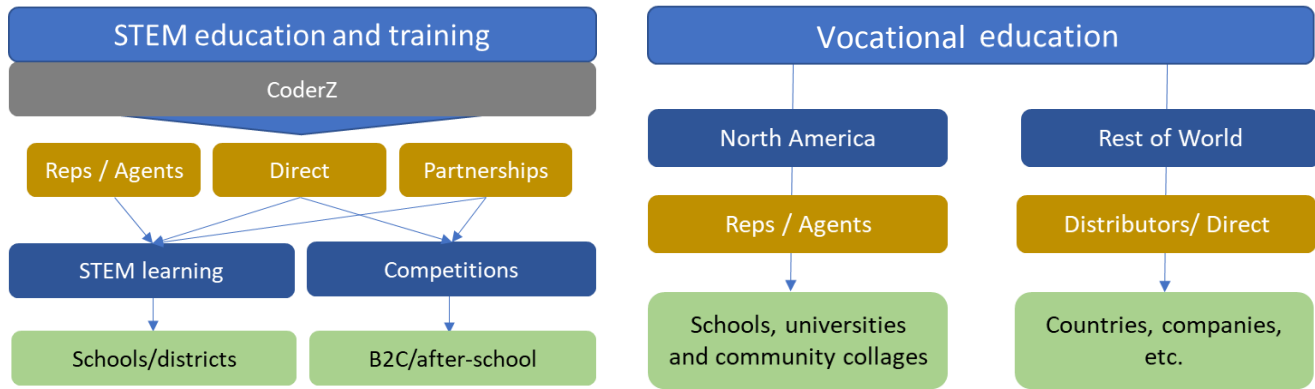 STEM education and training
CoderZ
Reps / Agents
Direct
Partnerships
STEM learning
Competitions
Schools/districts
B2C/after-school
Vocational education
North America
Rest of World
Reps / Agents
Distributors/ Direct
Schools, universities
and community collages
Countries, companies,
etc.